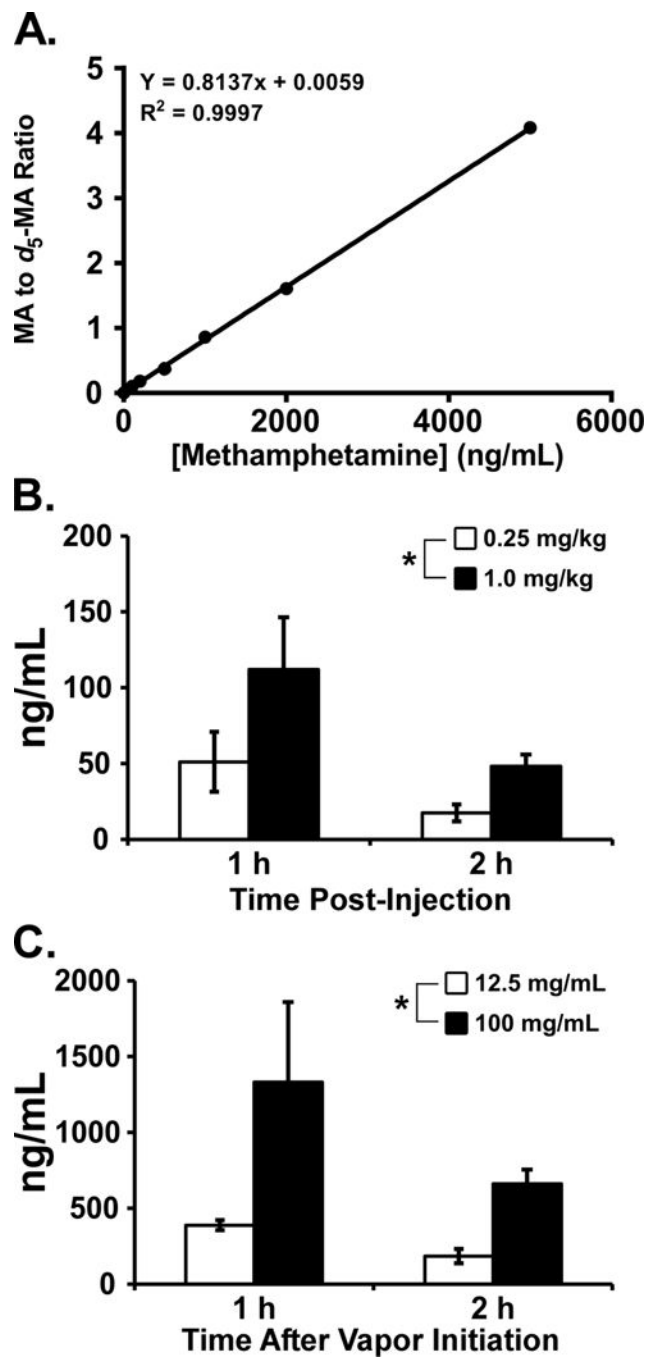 A.
Y = 0.8137x + 0.0059
R² = 0.9997
MA to d₅-MA Ratio
5
4
3
2
1
0
0 2000 4000 6000
[Methamphetamine] (ng/mL)
B.
* 0.25 mg/kg
1.0 mg/kg
ng/mL
200
150
100
50
0
1 h 2 h
Time Post-Injection
C.
* 12.5 mg/mL
100 mg/mL
ng/mL
2000
1500
1000
500
0
1 h 2 h
Time After Vapor Initiation